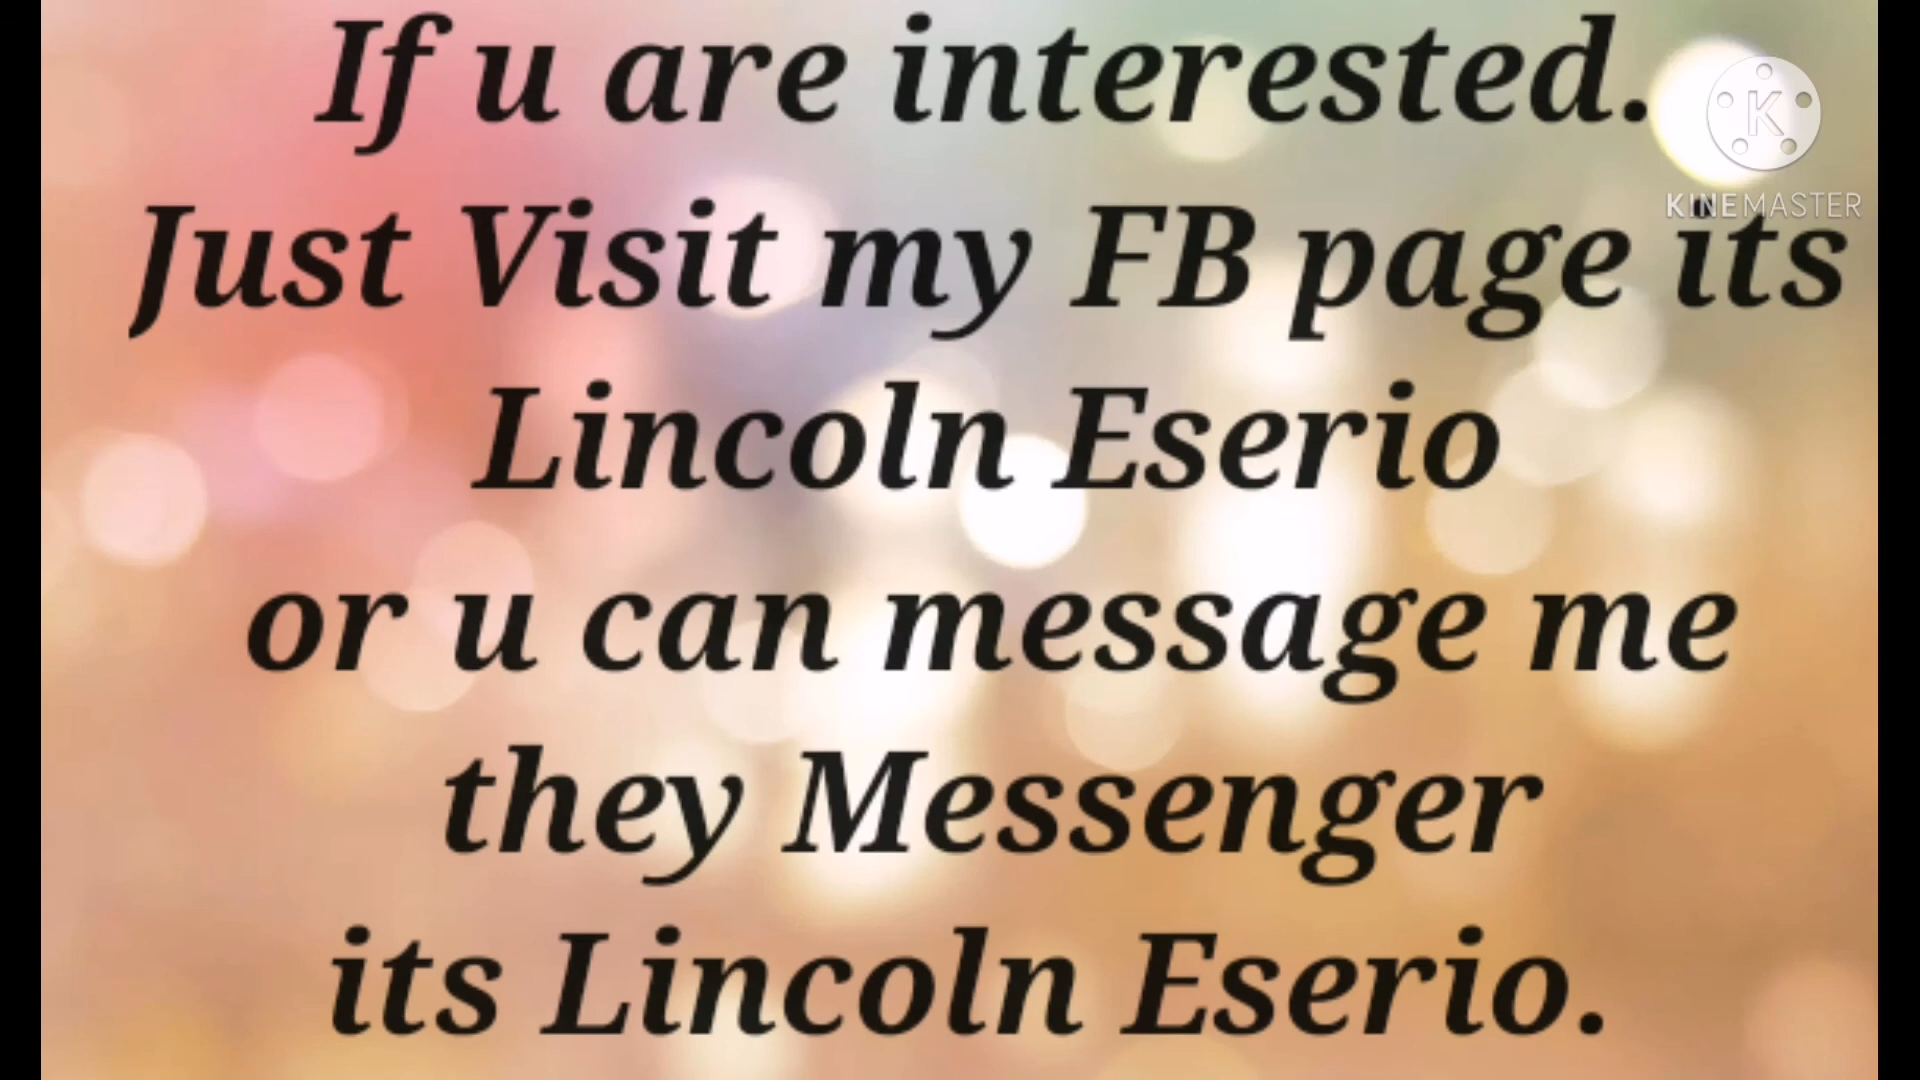 If u are interested.
K
KINEMASTER
Just Visit my FB page its
Lincoln Eserio
or u can message me
they Messenger
its Lincoln Eserio.